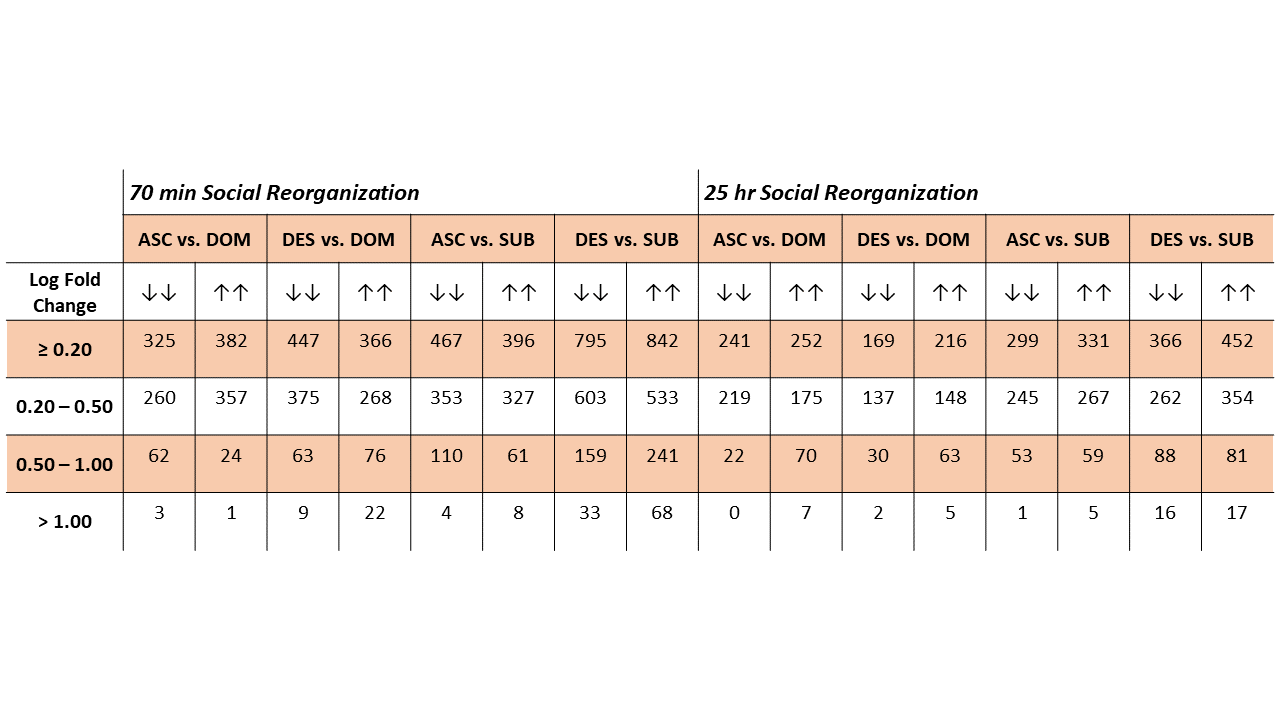 70 min Social Reorganization 25 hr Social Reorganization
ASC vs. DOM DES vs. DOM ASC vs. SUB DES vs. SUB ASC vs. DOM DES vs. DOM ASC vs. SUB DES vs. SUB
Log Fold
Change ↓↓ ↑↑ ↓↓ ↑↑ ↓↓ ↑↑ ↓↓ ↑↑ ↓↓ ↑↑ ↓↓ ↑↑ ↓↓ ↑↑ ↓↓ ↑↑
≥ 0.20 325 382 447 366 467 396 795 842 241 252 169 216 299 331 366 452
0.20 – 0.50 260 357 375 268 353 327 603 533 219 175 137 148 245 267 262 354
0.50 – 1.00 62 24 63 76 110 61 159 241 22 70 30 63 53 59 88 81
> 1.00 3 1 9 22 4 8 33 68 0 7 2 5 1 5 16 17